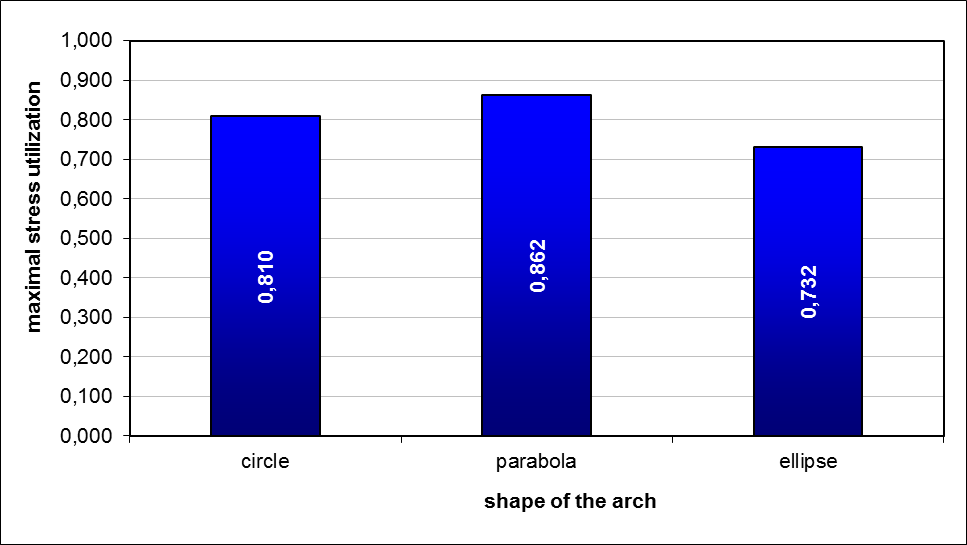 maximal stress utilization
1,000
0,900
0,800
0,700
0,600
0,500
0,400
0,300
0,200
0,100
0,000
0,810
0,862
0,732
circle
parabola
ellipse
shape of the arch